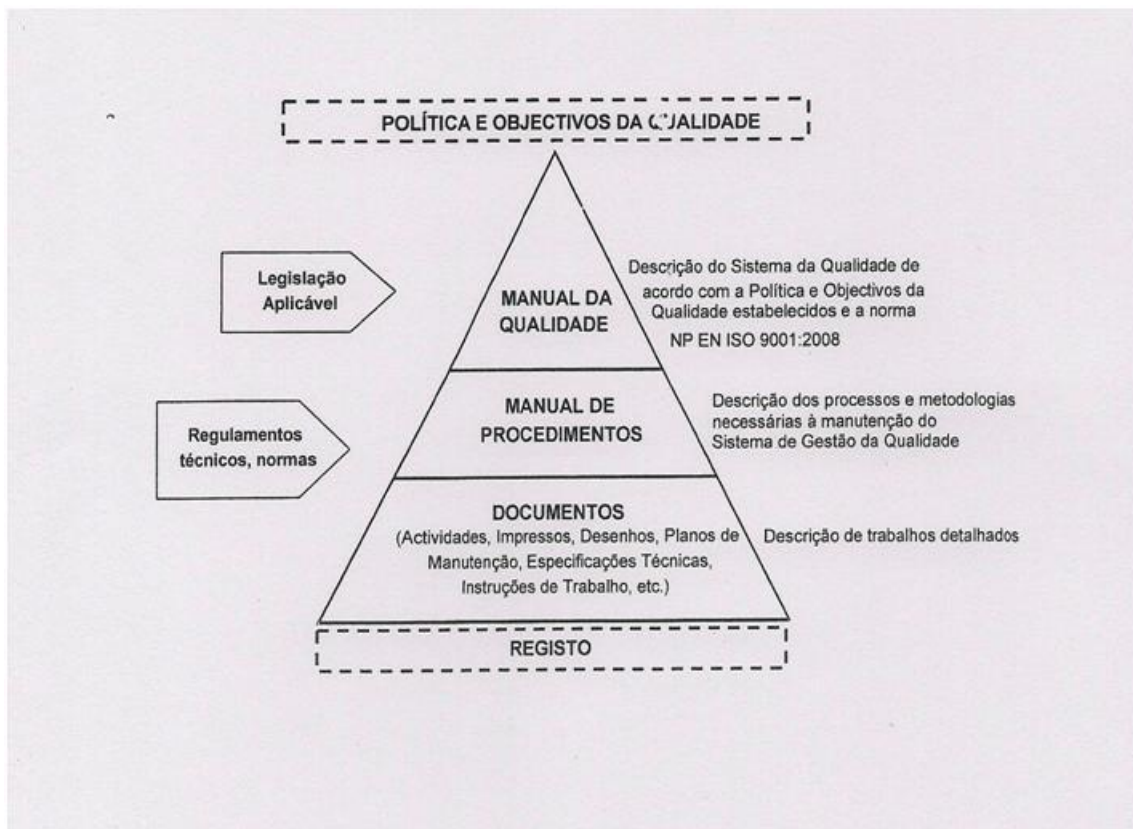 POLÍTICA E OBJECTIVOS DA QUALIDADE
Legislação
Aplicável
MANUAL DA
QUALIDADE
Descrição do Sistema da Qualidade de
acordo com a Política e Objectivos da
Qualidade estabelecidos e a norma
NP EN ISO 9001:2008
Regulamentos
técnicos, normas
MANUAL DE
PROCEDIMENTOS
Descrição dos processos e metodologias
necessárias à manutenção do
Sistema de Gestão da Qualidade
DOCUMENTOS
(Actividades, Impressos, Desenhos, Planos de
Manutenção, Especificações Técnicas,
Instruções de Trabalho, etc.)
Descrição de trabalhos detalhados
REGISTO